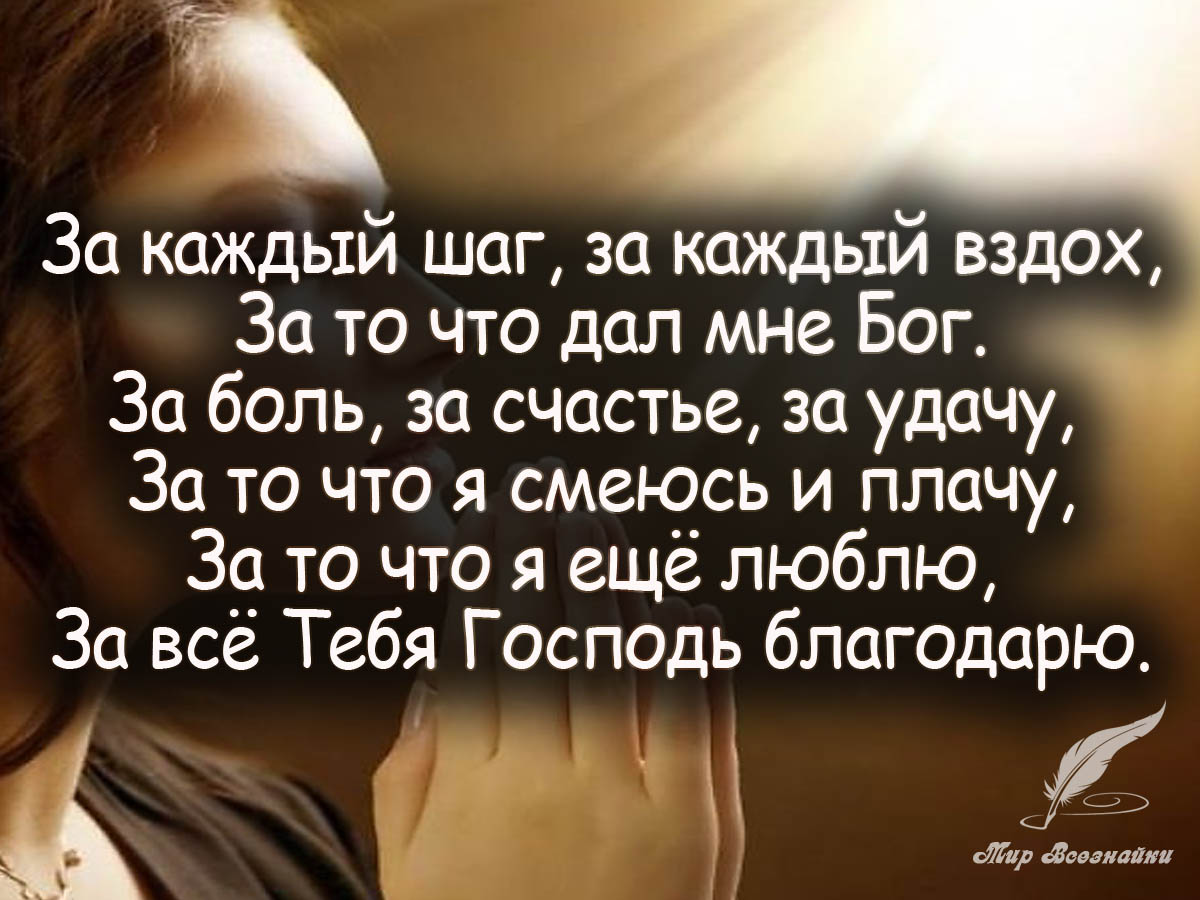 За каждый шаг, за каждый вздох,
За то что дал мне Бог.
За боль, за счастье, за удачу,
За то что я смеюсь и плачу,
За то что я ещё люблю,
За всё Тебя Господь благодарю.
Мир Всезнайки